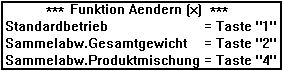 *** Funktion Aendern (x) ***
Standardbetrieb = Taste "1"
Sammelabw.Gesamtgewicht = Taste "2"
Sammelabw.Produktmischung = Taste "4"